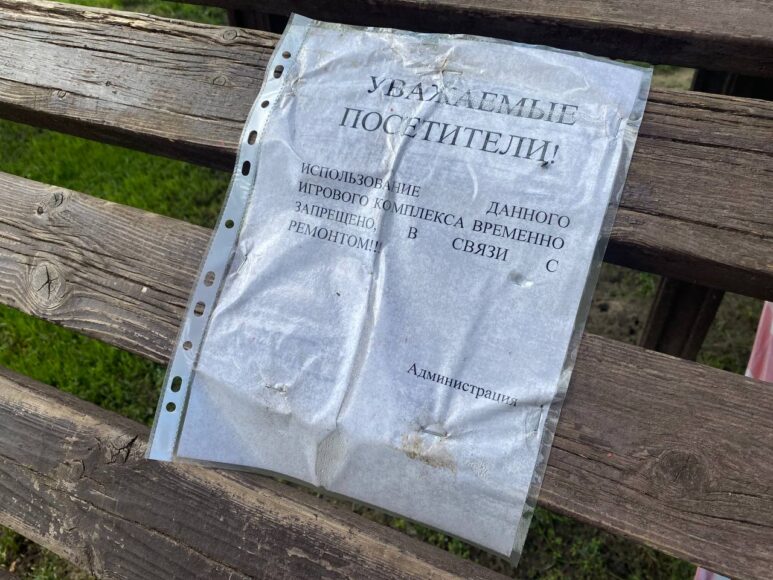 УВАЖАЕМЫЕ
ПОСЕТИТЕЛИ!
ИСПОЛЬЗОВАНИЕ ДАННОГО
ИГРОВОГО КОМПЛЕКСА ВРЕМЕННО
ЗАПРЕЩЕНО, В СВЯЗИ С
РЕМОНТОМ!!!
Администрация